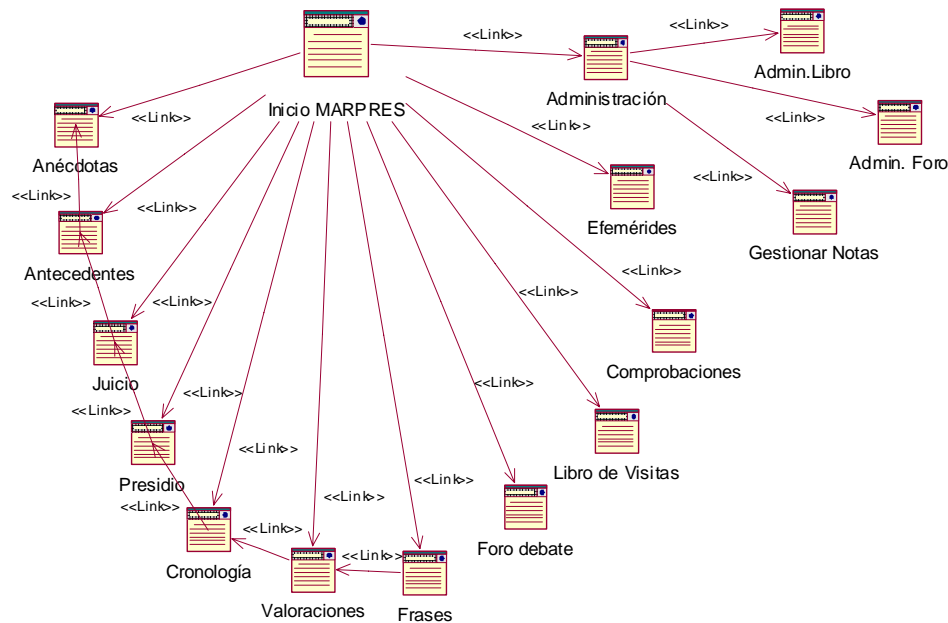 <<Link>>
<<Link>>
Admin.Libro
<<Link>>
Administración
Inicio MARPRES
<<Link>>
<<Link>>
<<Link>>
Anécdotas
Admin. Foro
<<Link>>
<<Link>>
<<Link>>
Efemérides
Gestionar Notas
Antecedentes
<<Link>>
<<Link>>
<<Link>>
<<Link>>
<<Link>>
Comprobaciones
Juicio
<<Link>>
<<Link>>
<<Link>>
Libro de Visitas
Presidio
<<Link>>
<<Link>>
<<Link>>
<<Link>>
<<Link>>
Foro debate
Cronología
Valoraciones
Frases